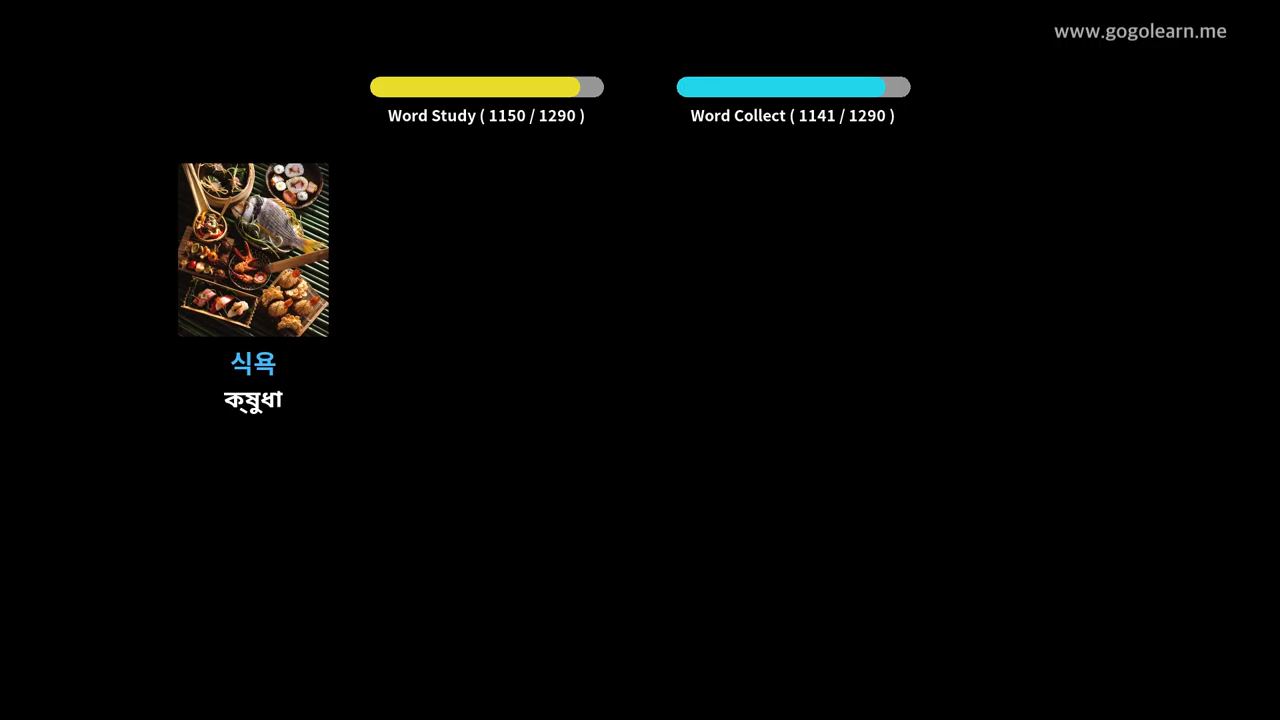 www.gogolearn.me
Word Study ( 1150 / 1290 )
Word Collect ( 1141 / 1290 )
식욕
ক্ষুধা